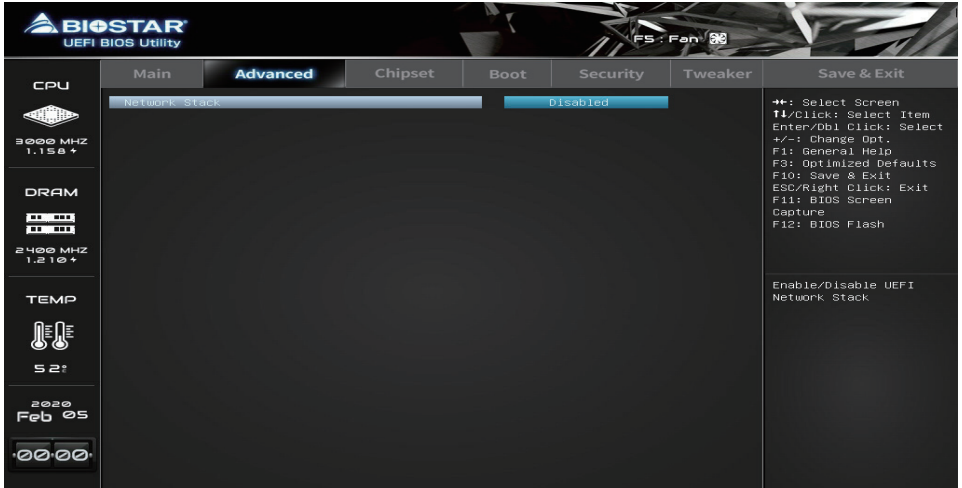 BIOSTAR®
UEFI BIOS Utility
F5 : Fan
Main Advanced Chipset Boot Security Tweaker Save & Exit
CPU
3000 MHZ
1.158
DRAM
2400 MHZ
1.210
TEMP
52°C
2020
Feb 05
00:00
Network Stack Disabled
→←: Select Screen
↑↓/Click: Select Item
Enter/Dbl Click: Select
+/-: Change Opt.
F1: General Help
F3: Optimized Defaults
F10: Save & Exit
ESC/Right Click: Exit
F11: BIOS Screen
Capture
F12: BIOS Flash
Enable/Disable UEFI
Network Stack